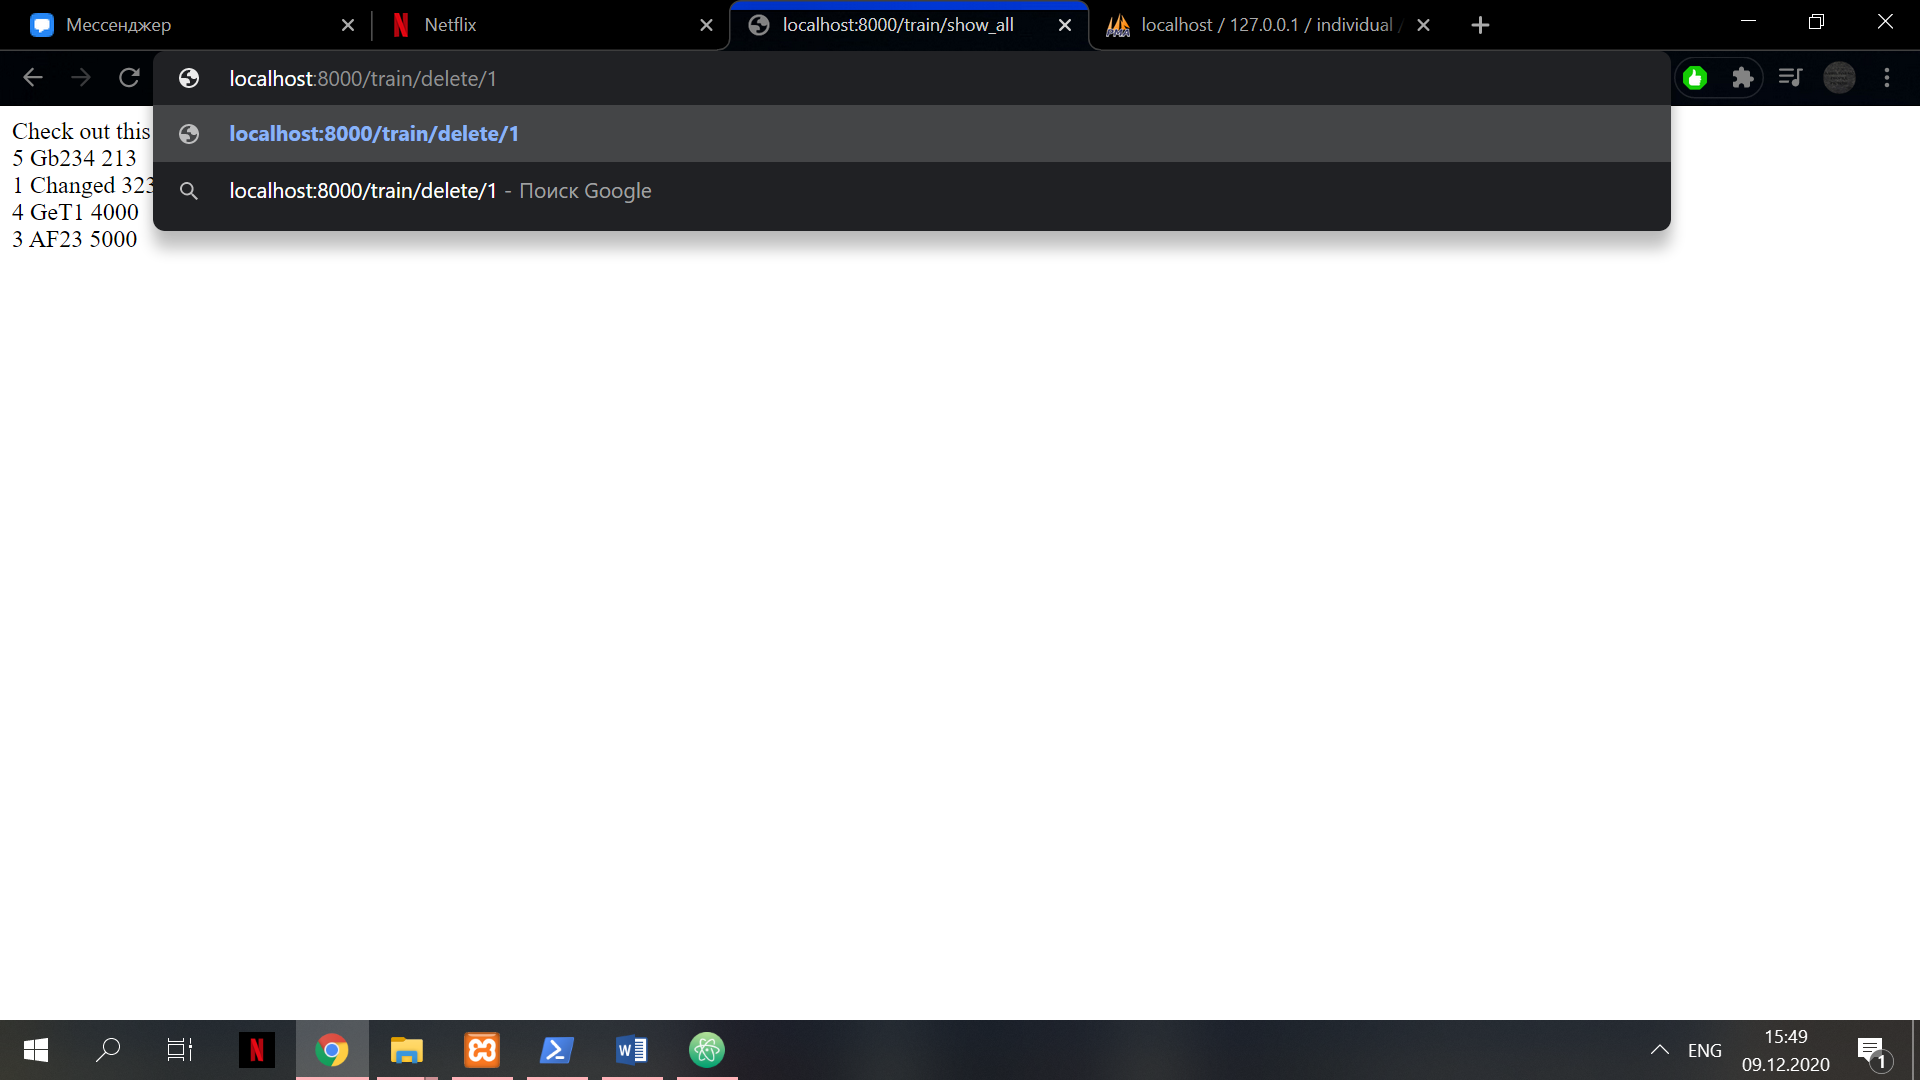 Мессенджер
Netflix
localhost:8000/train/show_all
localhost / 127.0.0.1 / individual /
localhost:8000/train/delete/1
localhost:8000/train/delete/1
localhost:8000/train/delete/1 - Поиск Google
Check out this
5 Gb234 213
1 Changed 323
4 GeT1 4000
3 AF23 5000
ENG
15:49
09.12.2020
1